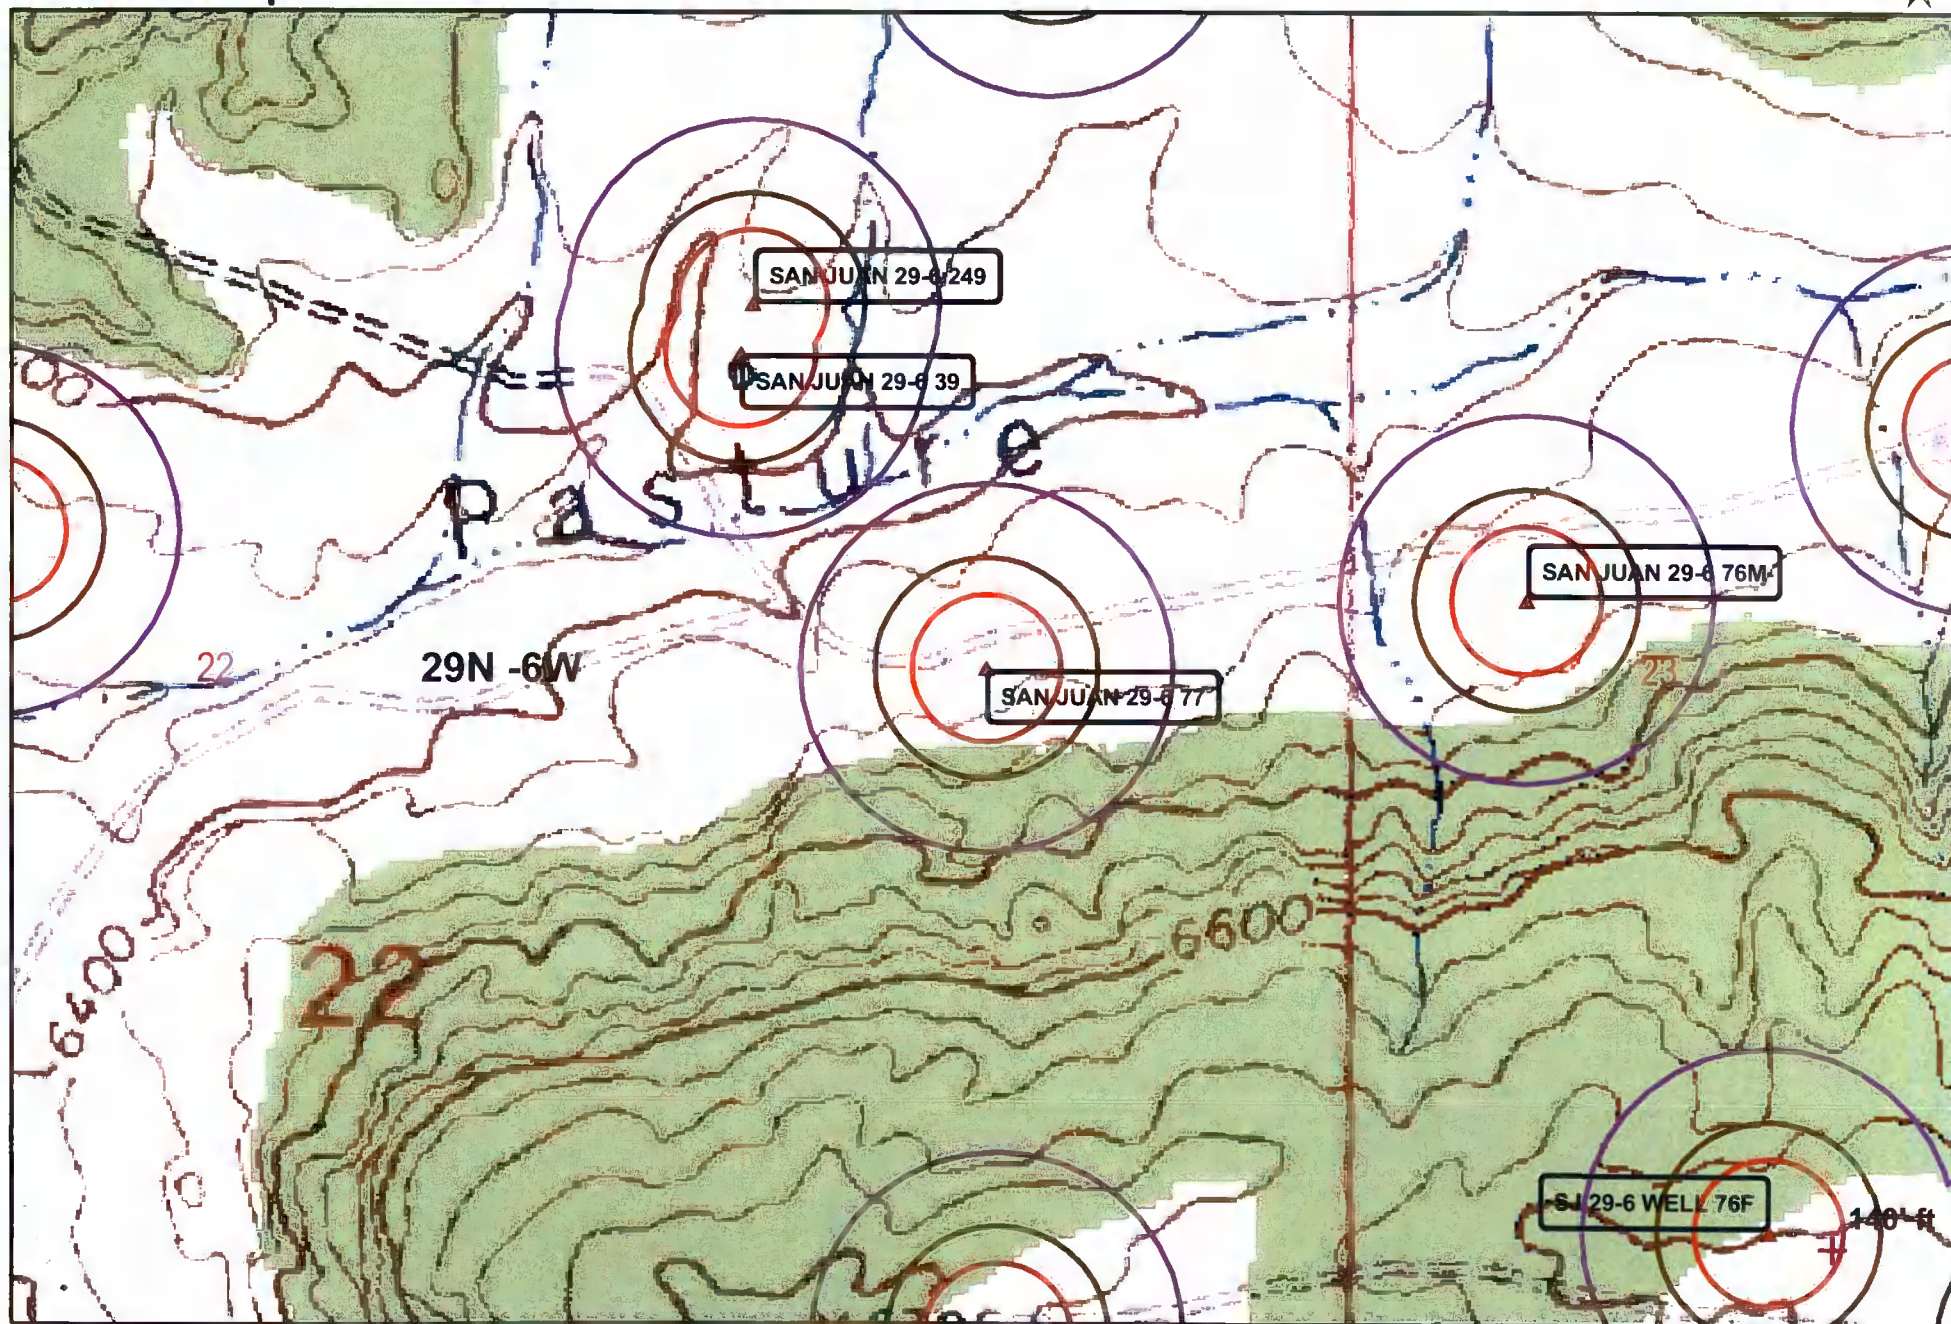 SAN JUAN 29-6 249
SAN JUAN 29-6 39
00
Pasture
SAN JUAN 29-6 76M
22
29N -6W
SAN JUAN 29-6 77
23
6600
22
6400
SJ 29-6 WELL 76F
140'-ft